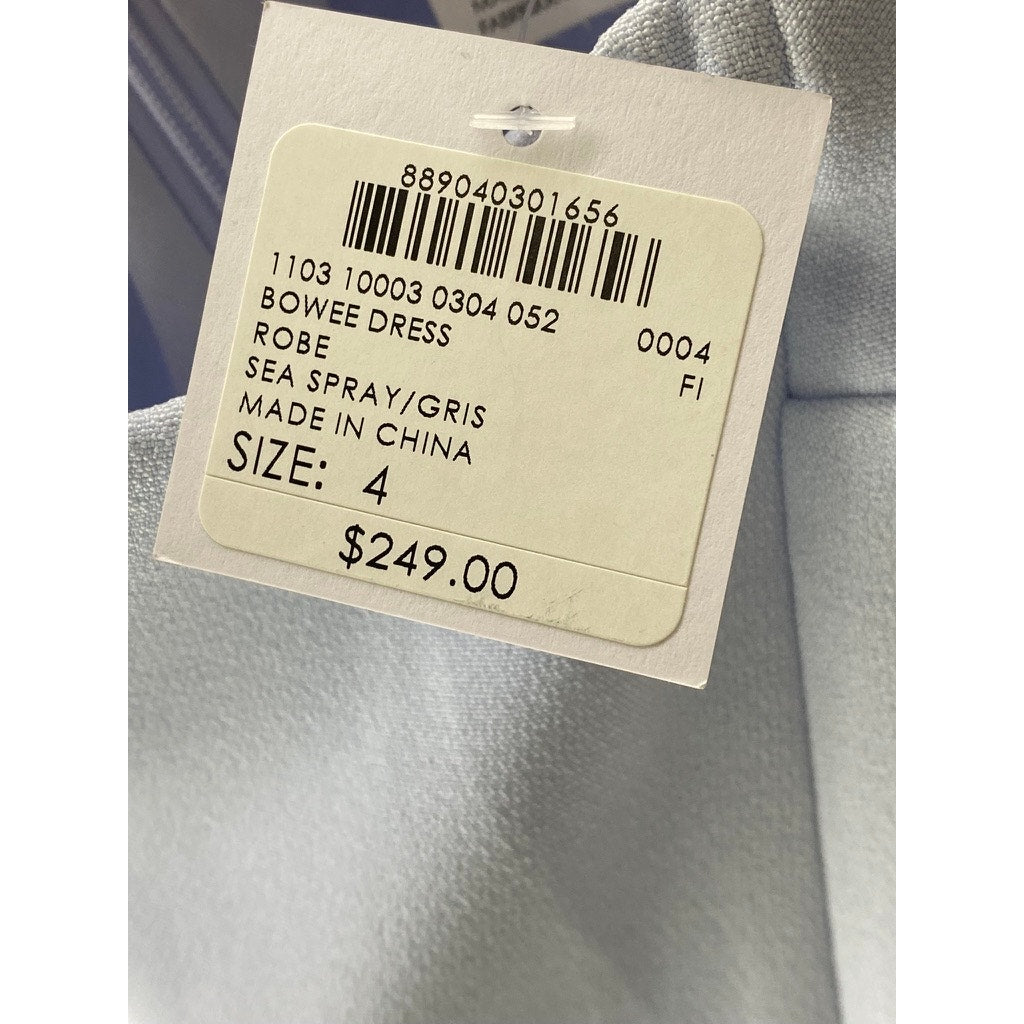 889040301656
1103 10003 0304 052
0004
BOWEE DRESS
FI
ROBE
SEA SPRAY/GRIS
MADE IN CHINA
SIZE: 4
$249.00